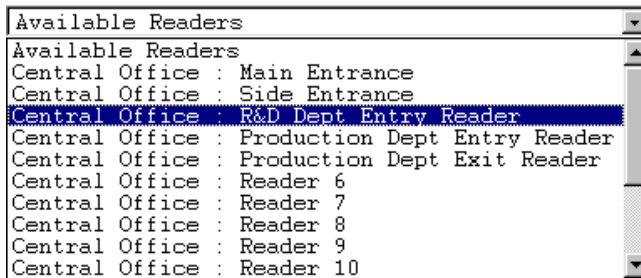 Available Readers
Available Readers
Central Office : Main Entrance
Central Office : Side Entrance
Central Office : R&D Dept Entry Reader
Central Office : Production Dept Entry Reader
Central Office : Production Dept Exit Reader
Central Office : Reader 6
Central Office : Reader 7
Central Office : Reader 8
Central Office : Reader 9
Central Office : Reader 10